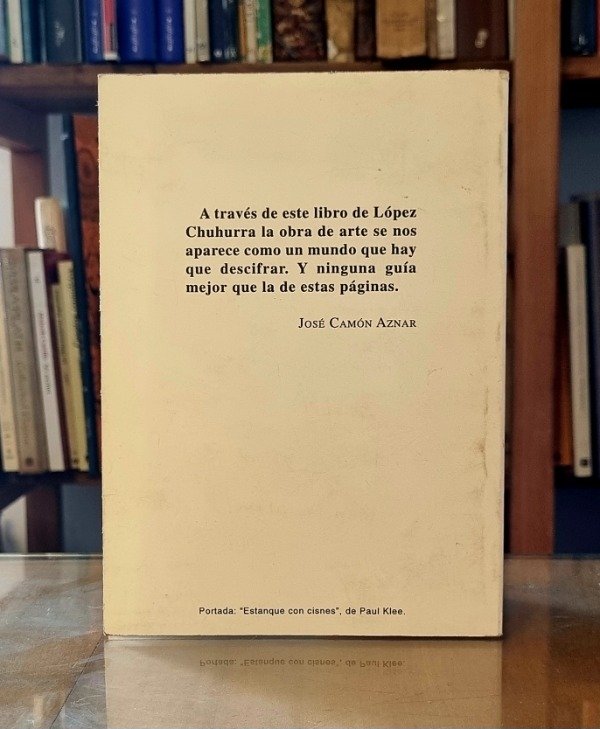 A través de este libro de López
Chuhurra la obra de arte se nos
aparece como un mundo que hay
que descifrar. Y ninguna guía
mejor que la de estas páginas.
JOSÉ CAMÓN AZNAR
Portada: "Estanque con cisnes", de Paul Klee.